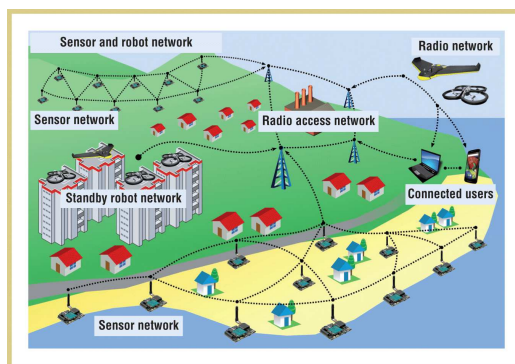 Sensor and robot network
Radio network
Sensor network
Radio access network
Standby robot network
Connected users
Sensor network